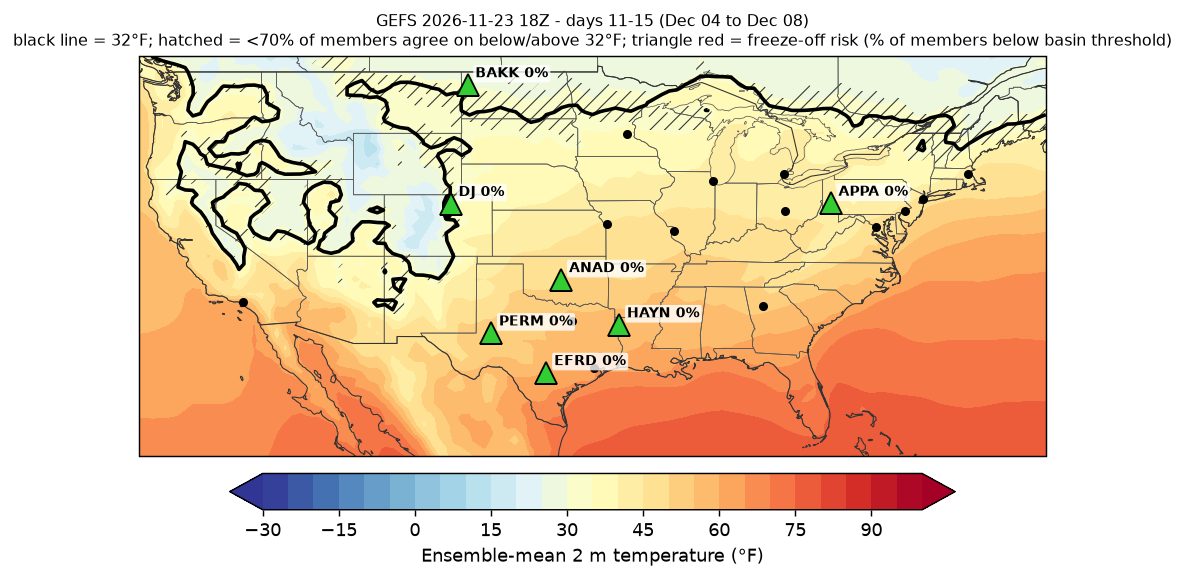 GEFS 2026-11-23 18Z - days 11-15 (Dec 04 to Dec 08)
black line = 32°F; hatched = <70% of members agree on below/above 32°F; triangle red = freeze-off risk (% of members below basin threshold)
BAKK 0%
DJ 0%
APPA 0%
ANAD 0%
HAYN 0%
PERM 0%
EFRD 0%
−30 −15 0 15 30 45 60 75 90
Ensemble-mean 2 m temperature (°F)